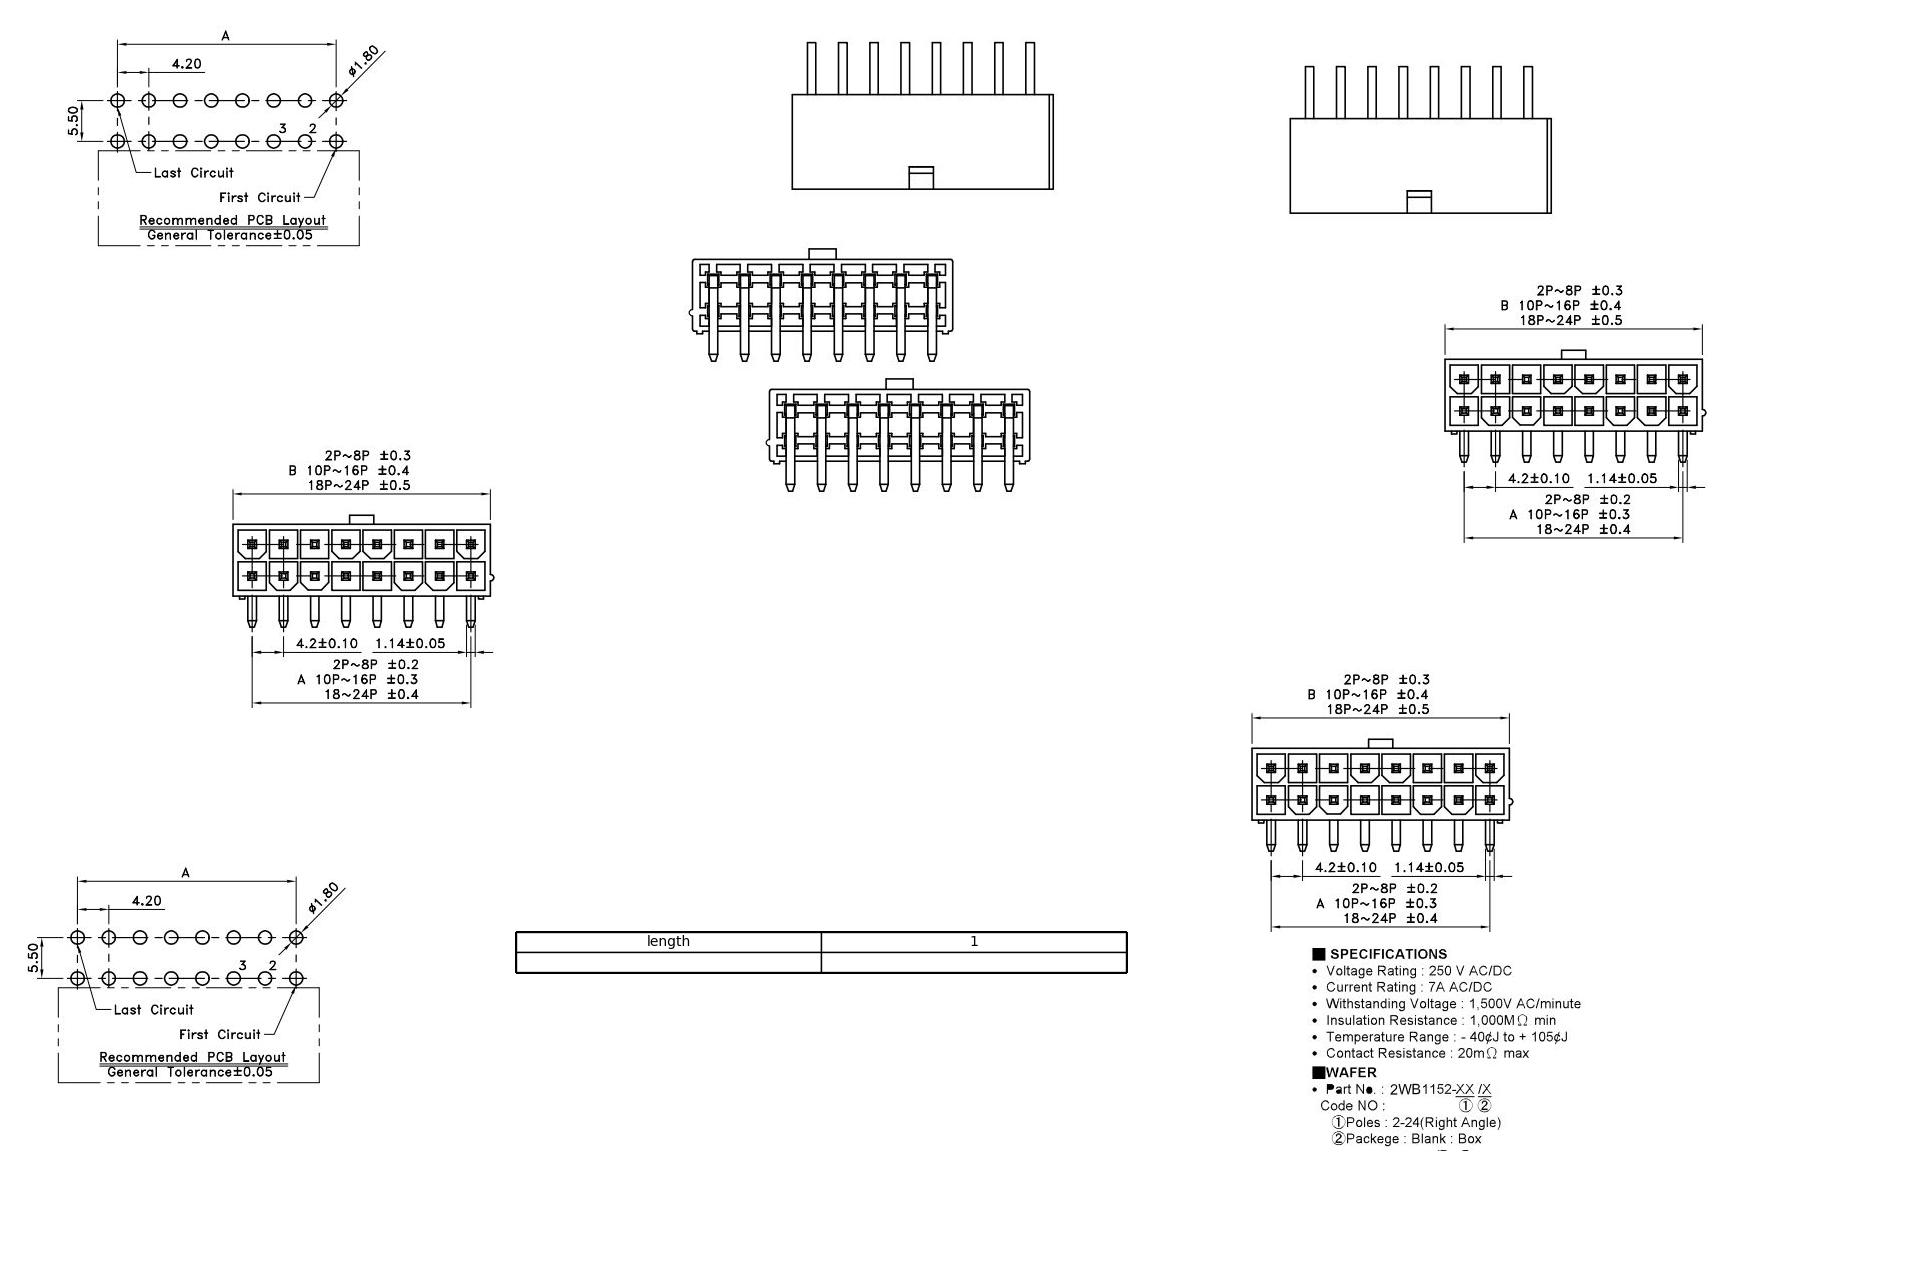 A
4.20
ø1.80
5.50
3 2
Last Circuit
First Circuit
Recommended PCB Layout
General Tolerance±0.05
2P~8P ±0.3
B 10P~16P ±0.4
18P~24P ±0.5
4.2±0.10 1.14±0.05
2P~8P ±0.2
A 10P~16P ±0.3
18~24P ±0.4
2P~8P ±0.3
B 10P~16P ±0.4
18P~24P ±0.5
4.2±0.10 1.14±0.05
2P~8P ±0.2
A 10P~16P ±0.3
18~24P ±0.4
2P~8P ±0.3
B 10P~16P ±0.4
18P~24P ±0.5
4.2±0.10 1.14±0.05
2P~8P ±0.2
A 10P~16P ±0.3
18~24P ±0.4
A
4.20
ø1.80
5.50
3 2
Last Circuit
First Circuit
Recommended PCB Layout
General Tolerance±0.05
length 1
■ SPECIFICATIONS
• Voltage Rating : 250 V AC/DC
• Current Rating : 7A AC/DC
• Withstanding Voltage : 1,500V AC/minute
• Insulation Resistance : 1,000MΩ min
• Temperature Range : - 40¢J to + 105¢J
• Contact Resistance : 20mΩ max
■WAFER
• Part No. : 2WB1152-XX /X
Code NO : ① ②
①Poles : 2-24(Right Angle)
②Packege : Blank : Box